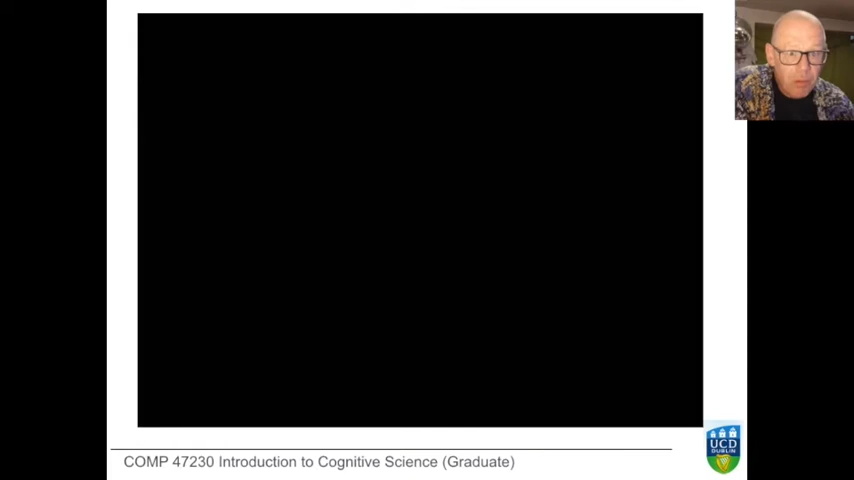 UCD
DUBLIN
COMP 47230 Introduction to Cognitive Science (Graduate)